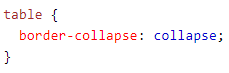 table {
  border-collapse: collapse;
}